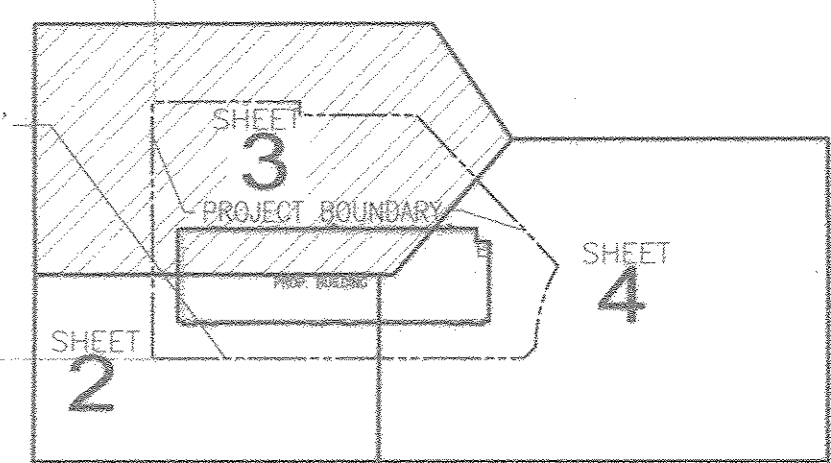 SHEET
3
PROJECT BOUNDARY
SHEET
4
PROP. BUILDING
SHEET
2